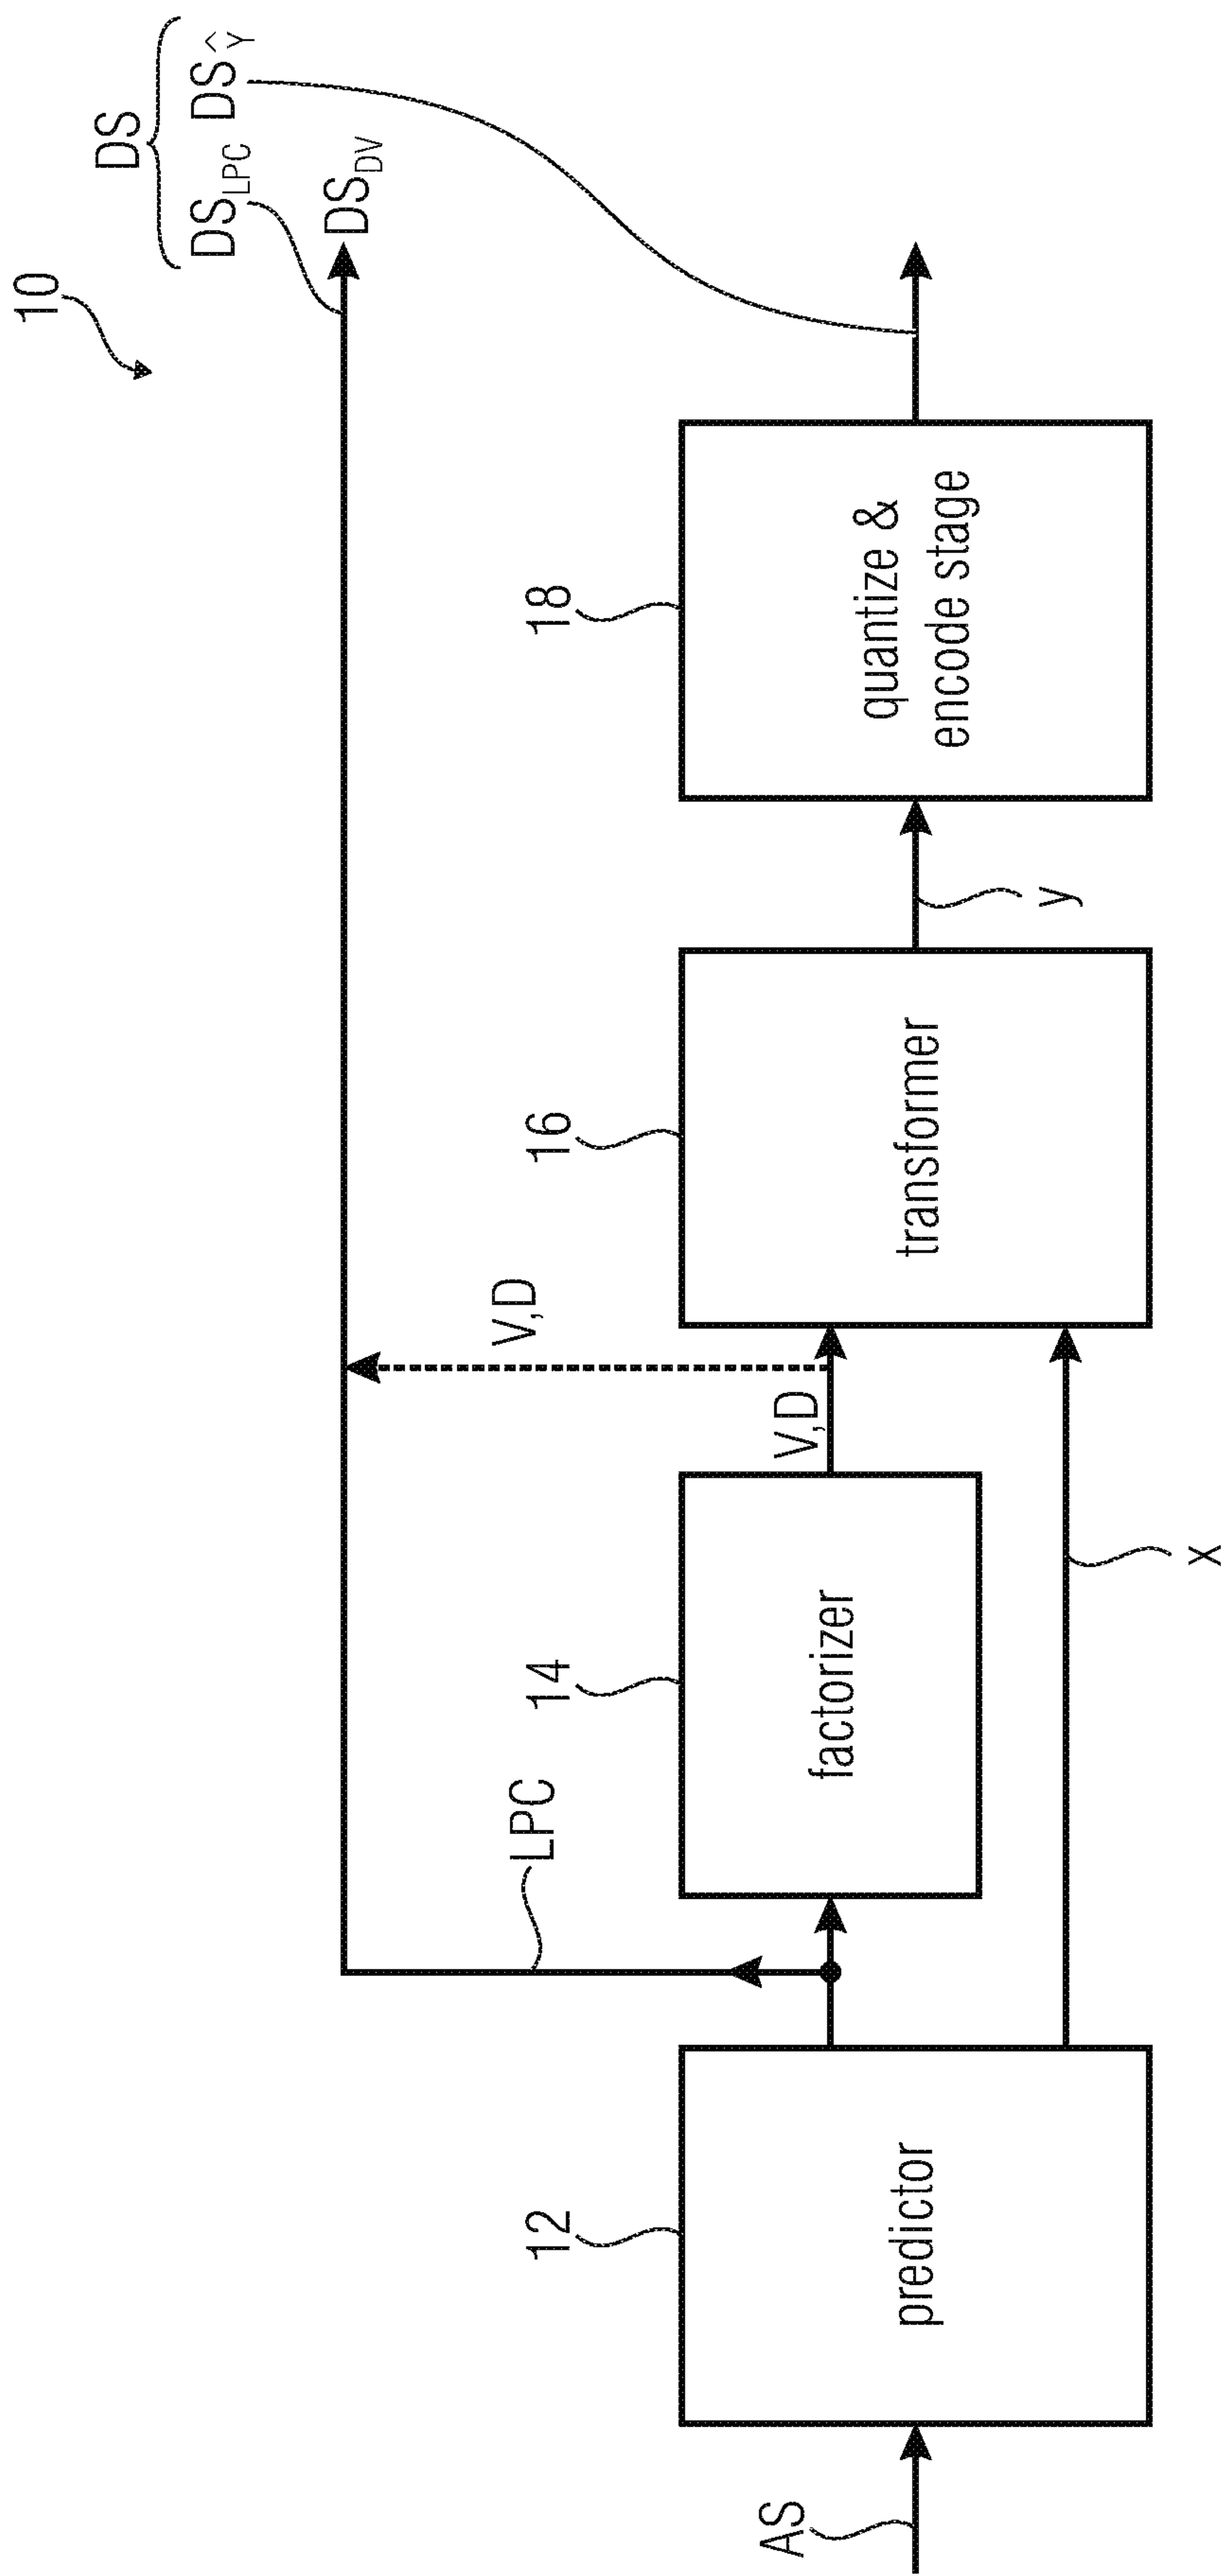 10
DS
DS_LPC DS_Ŷ
DS_DV
V,D
LPC
12
14
16
18
V,D
AS
predictor
factorizer
transformer
quantize &
encode stage
x
y